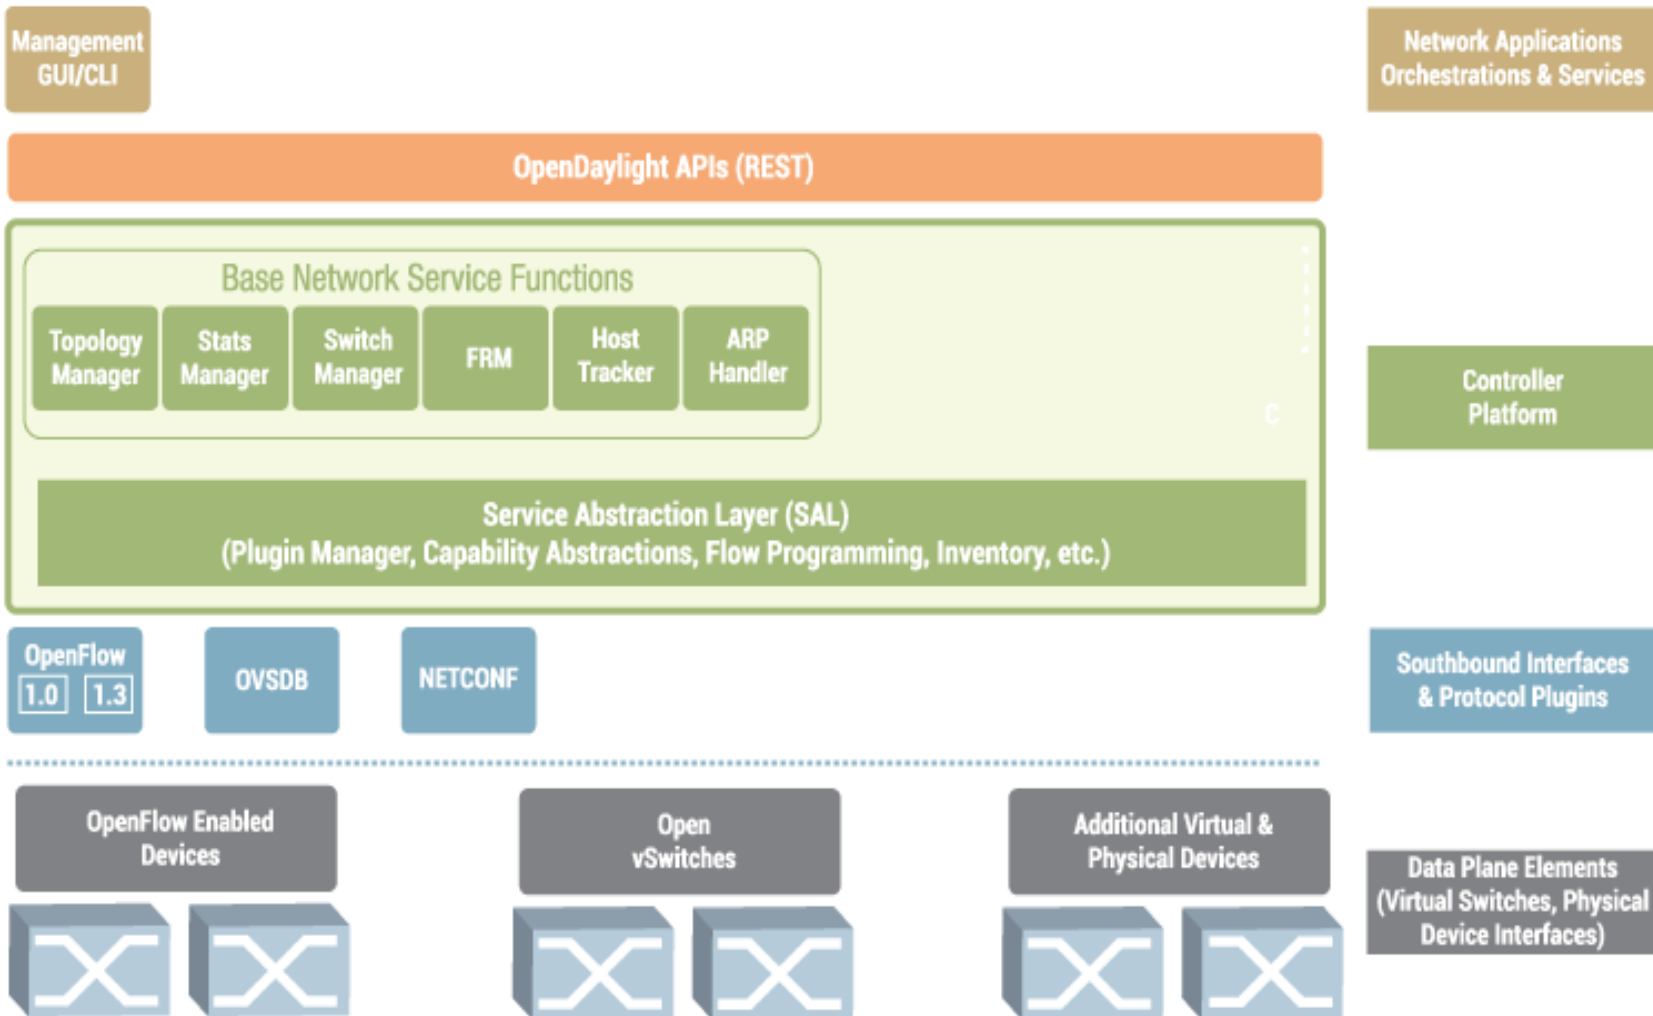 Management
GUI/CLI
Network Applications
Orchestrations & Services
OpenDaylight APIs (REST)
Base Network Service Functions
Topology
Manager
Stats
Manager
Switch
Manager
FRM
Host
Tracker
ARP
Handler
C
Controller
Platform
Service Abstraction Layer (SAL)
(Plugin Manager, Capability Abstractions, Flow Programming, Inventory, etc.)
OpenFlow
1.0 1.3
OVSDB
NETCONF
Southbound Interfaces
& Protocol Plugins
OpenFlow Enabled
Devices
Open
vSwitches
Additional Virtual &
Physical Devices
Data Plane Elements
(Virtual Switches, Physical
Device Interfaces)